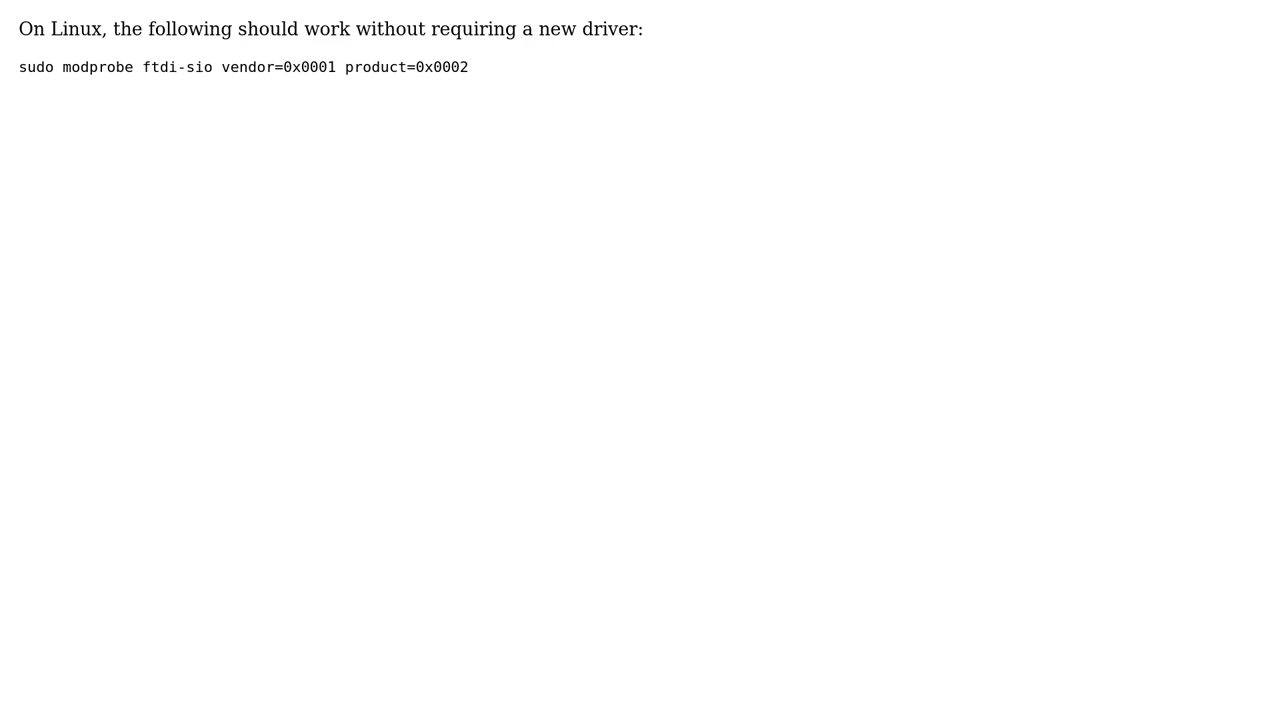 On Linux, the following should work without requiring a new driver:
sudo modprobe ftdi-sio vendor=0x0001 product=0x0002